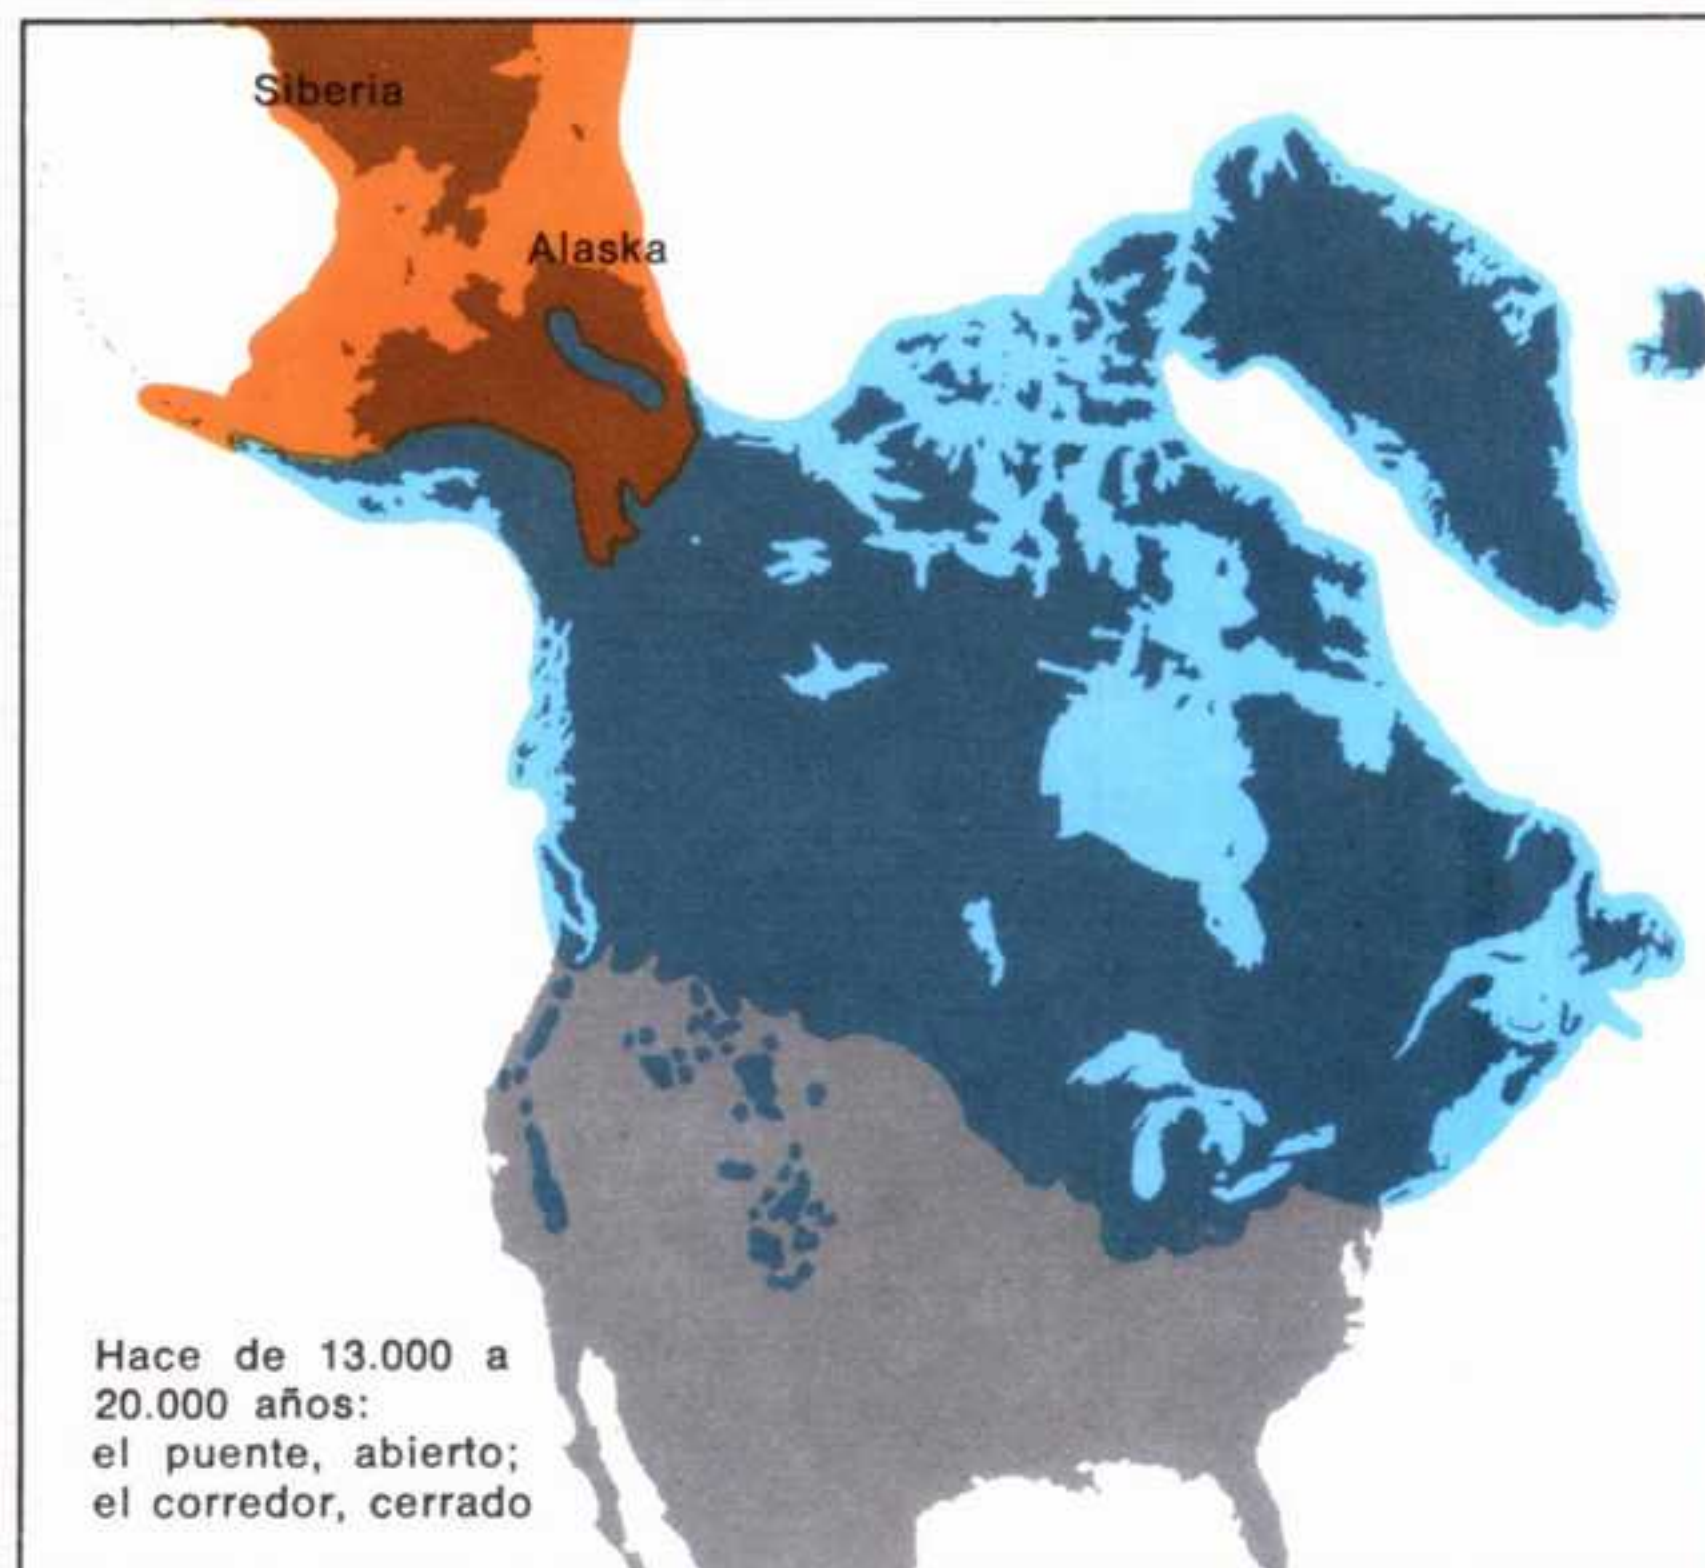 Siberia
Alaska
Hace de 13.000 a
20.000 años:
el puente, abierto;
el corredor, cerrado